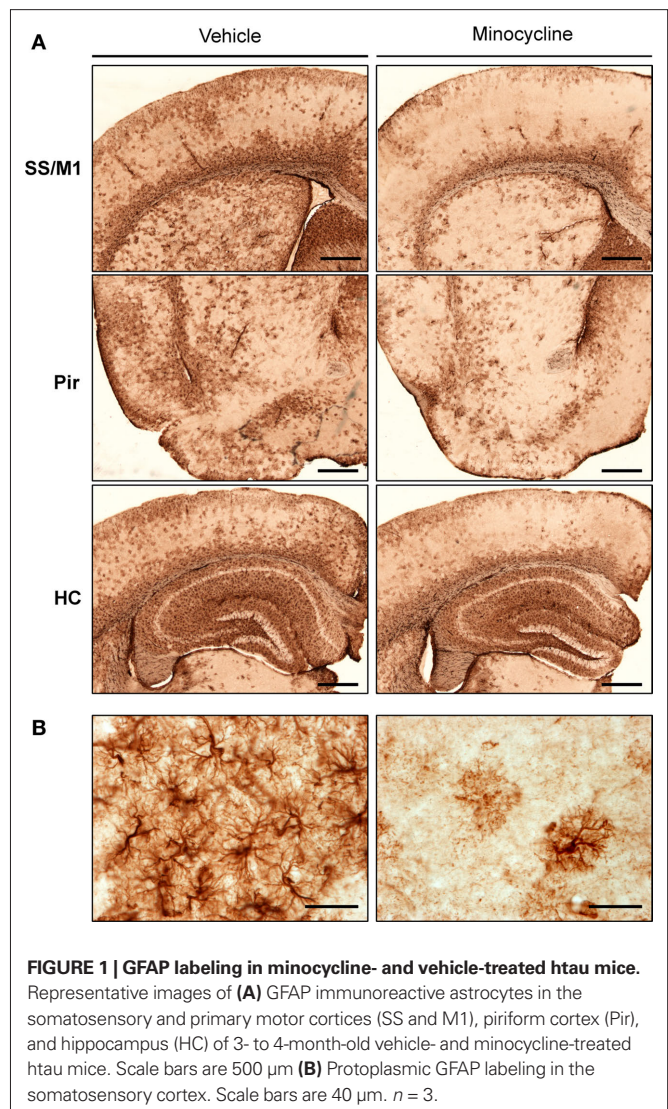 A
Vehicle
Minocycline
SS/M1
Pir
HC
B
FIGURE 1 | GFAP labeling in minocycline- and vehicle-treated htau mice.
Representative images of (A) GFAP immunoreactive astrocytes in the
somatosensory and primary motor cortices (SS and M1), piriform cortex (Pir),
and hippocampus (HC) of 3- to 4-month-old vehicle- and minocycline-treated
htau mice. Scale bars are 500 µm (B) Protoplasmic GFAP labeling in the
somatosensory cortex. Scale bars are 40 µm. n = 3.